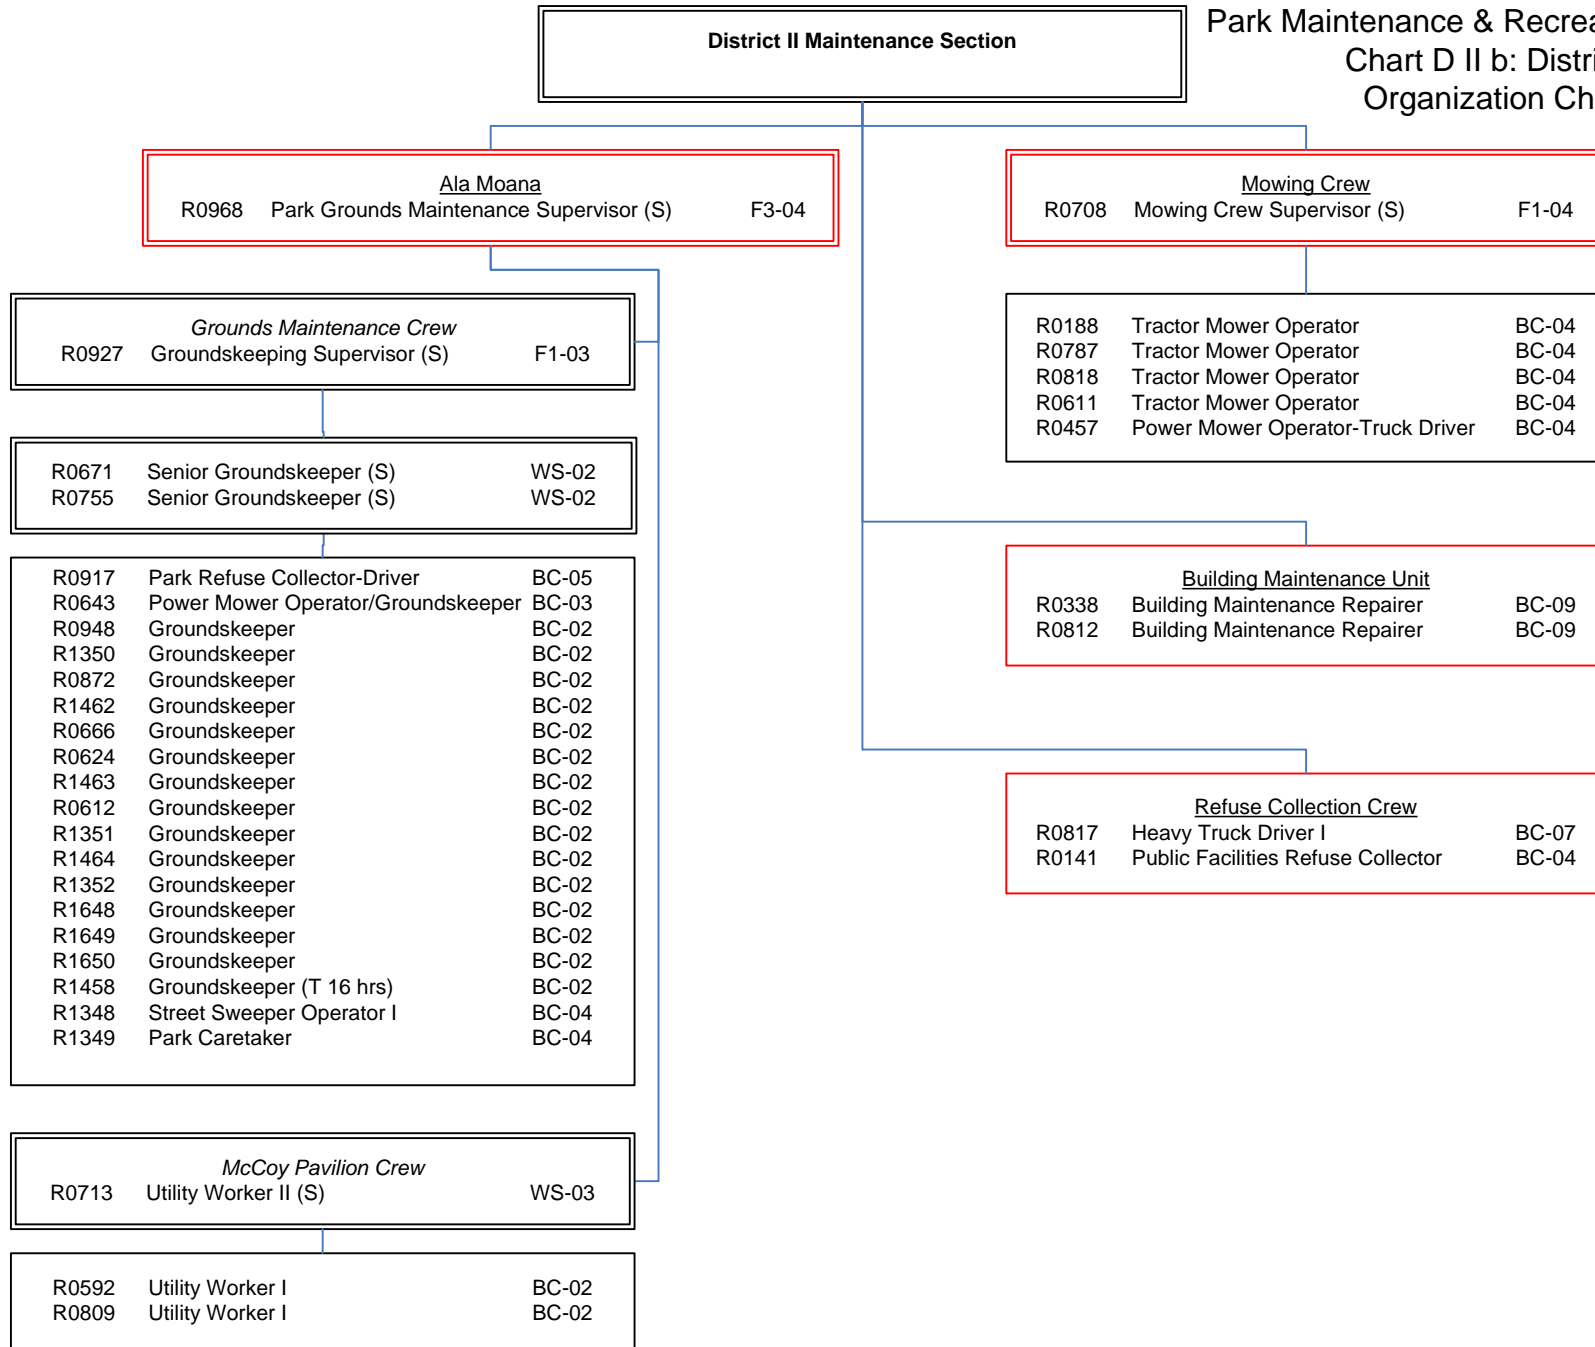 District II Maintenance Section
Park Maintenance &
Chart D II b:
Organization
Ala Moana
R0968 Park Grounds Maintenance Supervisor (S) F3-04
Mowing Crew
R0708 Mowing Crew Supervisor (S) F1-04
Grounds Maintenance Crew
R0927 Groundskeeping Supervisor (S) F1-03
R0671 Senior Groundskeeper (S) WS-02
R0755 Senior Groundskeeper (S) WS-02
R0917 Park Refuse Collector-Driver BC-05
R0643 Power Mower Operator/Groundskeeper BC-03
R0948 Groundskeeper BC-02
R1350 Groundskeeper BC-02
R0872 Groundskeeper BC-02
R1462 Groundskeeper BC-02
R0666 Groundskeeper BC-02
R0624 Groundskeeper BC-02
R1463 Groundskeeper BC-02
R0612 Groundskeeper BC-02
R1351 Groundskeeper BC-02
R1464 Groundskeeper BC-02
R1352 Groundskeeper BC-02
R1648 Groundskeeper BC-02
R1649 Groundskeeper BC-02
R1650 Groundskeeper BC-02
R1458 Groundskeeper (T 16 hrs) BC-02
R1348 Street Sweeper Operator I BC-04
R1349 Park Caretaker BC-04
McCoy Pavilion Crew
R0713 Utility Worker II (S) WS-03
R0592 Utility Worker I BC-02
R0809 Utility Worker I BC-02
R0188 Tractor Mower Operator BC-04
R0787 Tractor Mower Operator BC-04
R0818 Tractor Mower Operator BC-04
R0611 Tractor Mower Operator BC-04
R0457 Power Mower Operator-Truck Driver BC-04
Building Maintenance Unit
R0338 Building Maintenance Repairer BC-09
R0812 Building Maintenance Repairer BC-09
Refuse Collection Crew
R0817 Heavy Truck Driver I BC-07
R0141 Public Facilities Refuse Collector BC-04